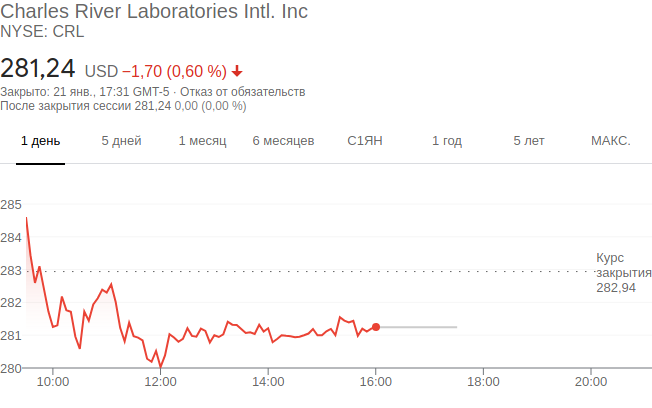 Charles River Laboratories Intl. Inc
NYSE: CRL
281,24 USD −1,70 (0,60 %)
Закрыто: 21 янв., 17:31 GMT-5 · Отказ от обязательств
После закрытия сессии 281,24 0,00 (0,00 %)
1 день 5 дней 1 месяц 6 месяцев С1ЯН 1 год 5 лет МАКС.
285
284
Курс
283 закрытия
282,94
282
281
280
10:00 12:00 14:00 16:00 18:00 20:00